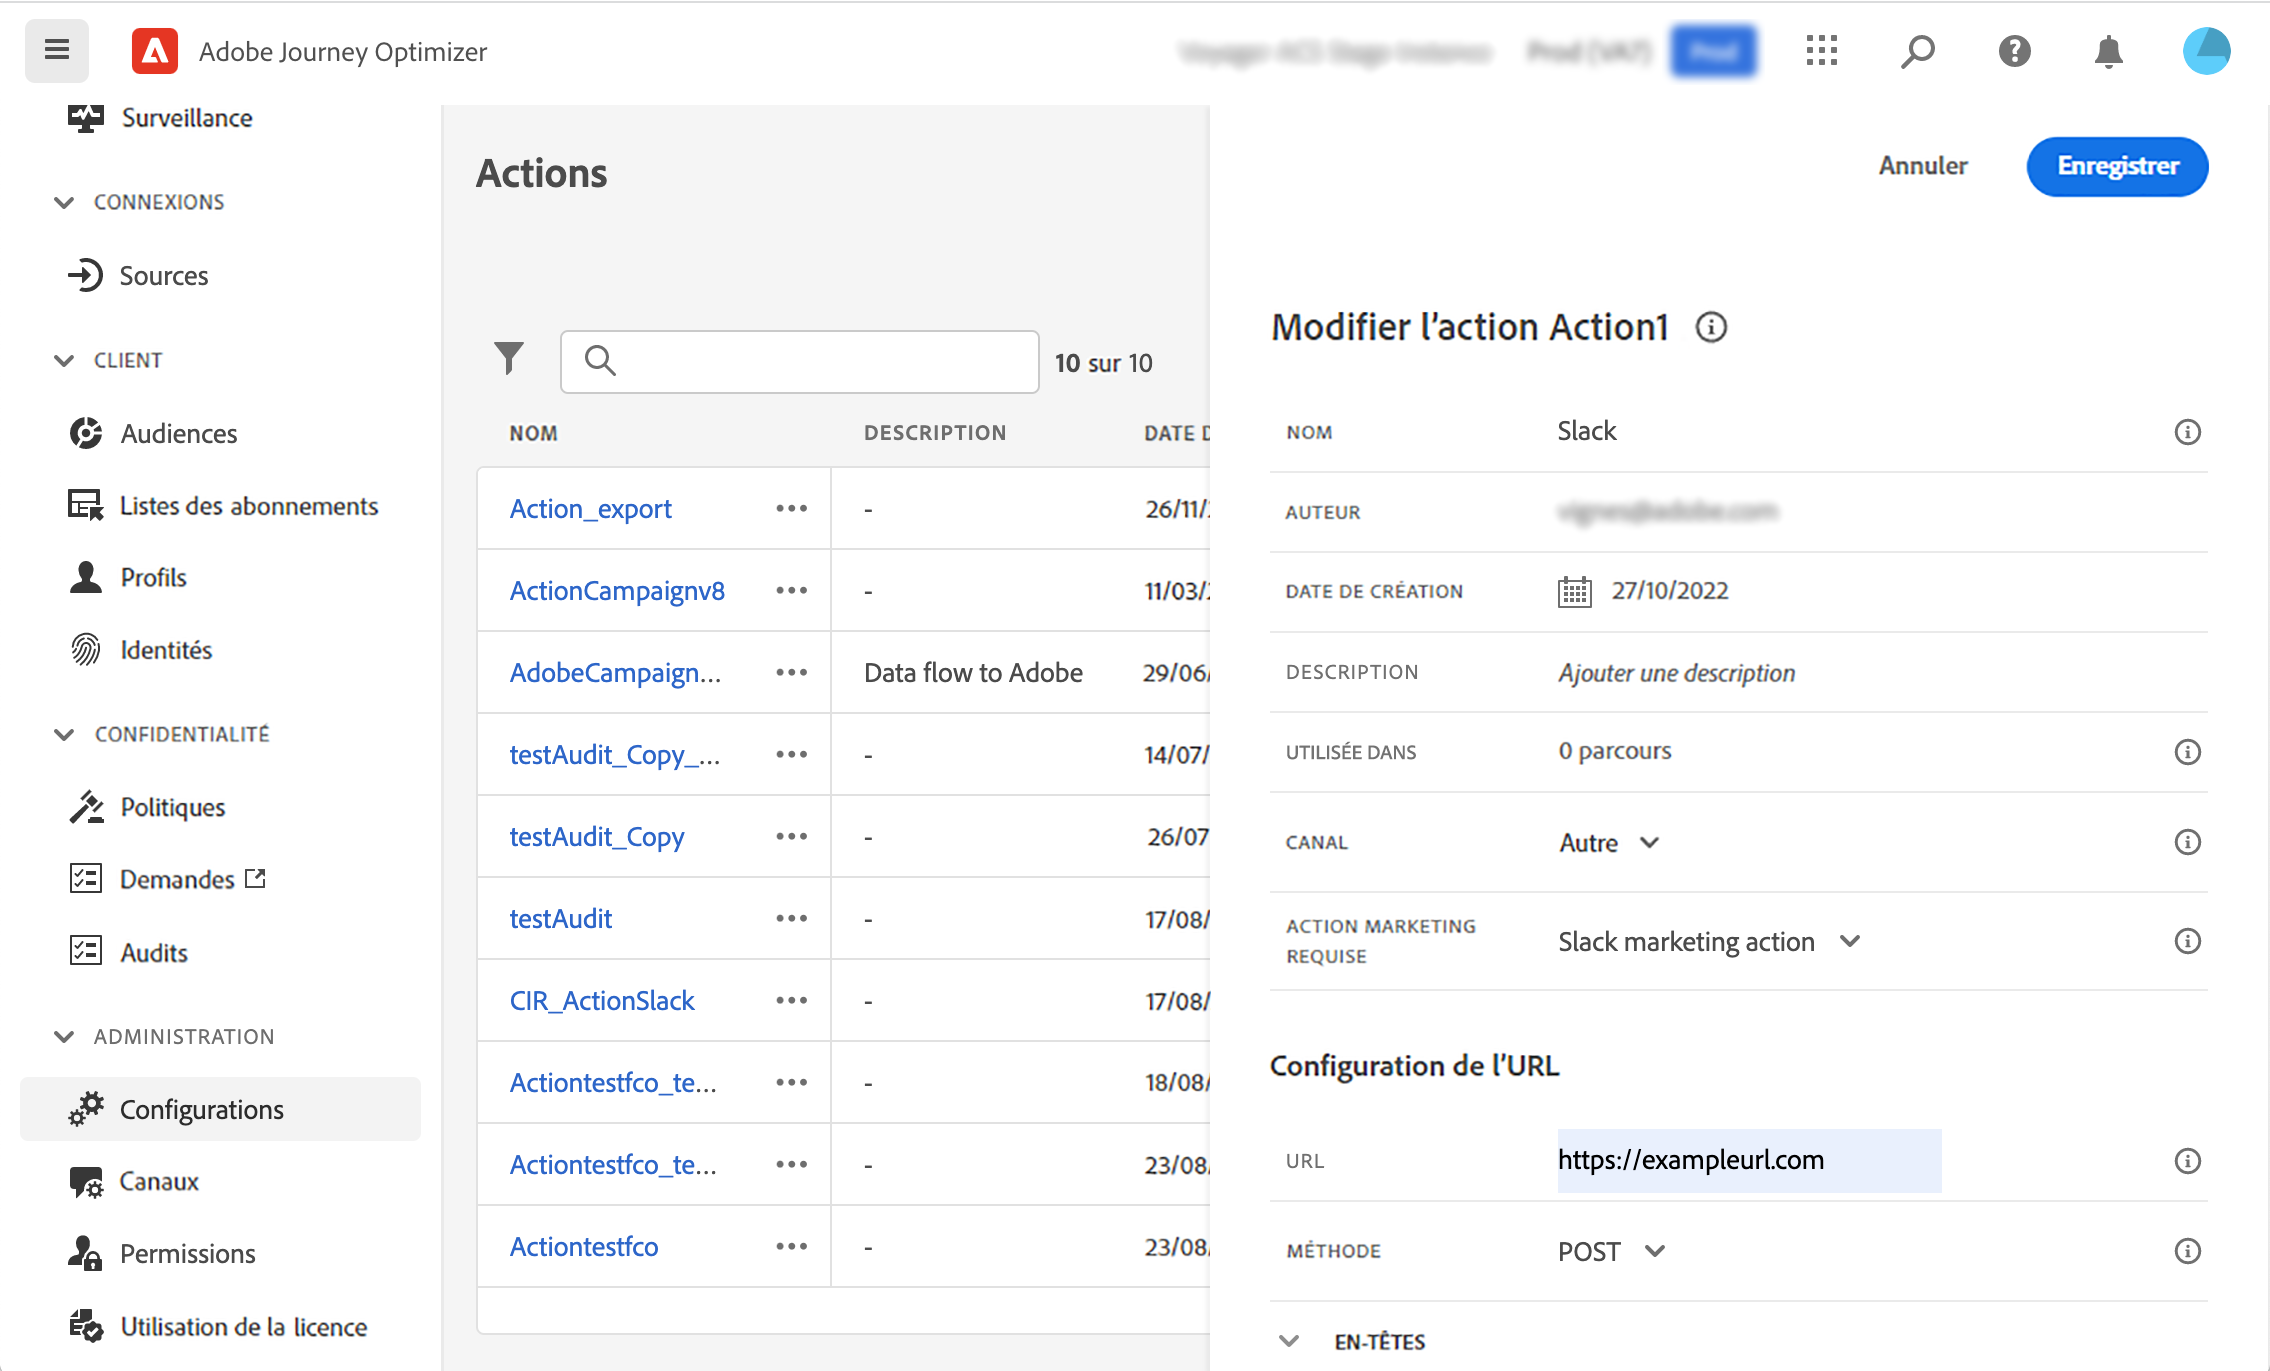 Adobe Journey Optimizer
Surveillance
CONNEXIONS
Sources
CLIENT
Audiences
Listes des abonnements
Profils
Identités
CONFIDENTIALITÉ
Politiques
Demandes
Audits
ADMINISTRATION
Configurations
Canaux
Permissions
Utilisation de la licence
Actions
10 sur 10
NOM DESCRIPTION DATE D
Action_export ••• - 26/11/
ActionCampaignv8 ••• - 11/03/
AdobeCampaign... ••• Data flow to Adobe 29/06/
testAudit_Copy_... ••• - 14/07/
testAudit_Copy ••• - 26/07
testAudit ••• - 17/08/
CIR_ActionSlack ••• - 17/08/
Actiontestfco_te... ••• - 18/08/
Actiontestfco_te... ••• - 23/08/
Actiontestfco ••• - 23/08/
Annuler
Enregistrer
Modifier l’action Action1
NOM Slack
AUTEUR
DATE DE CRÉATION 27/10/2022
DESCRIPTION Ajouter une description
UTILISÉE DANS 0 parcours
CANAL Autre
ACTION MARKETING
REQUISE
Slack marketing action
Configuration de l’URL
URL https://exampleurl.com
MÉTHODE POST
EN-TÊTES